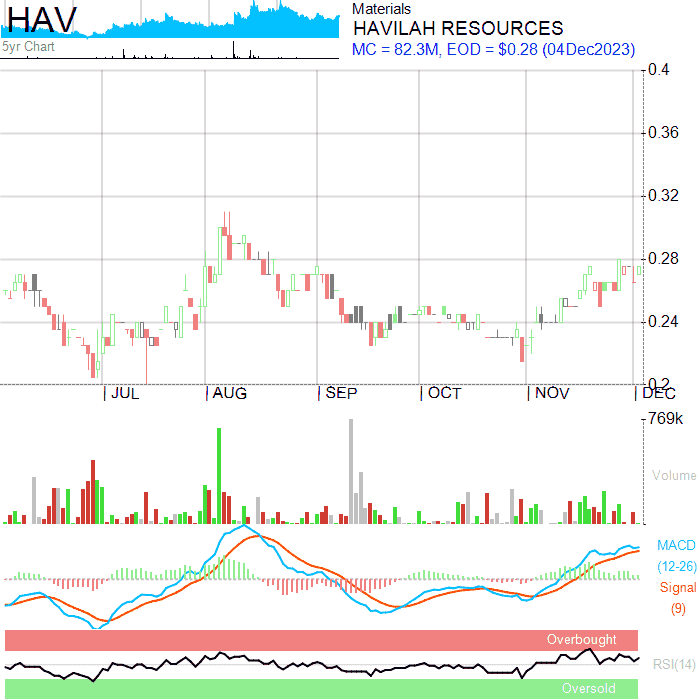 HAV
5yr Chart
Materials
HAVILAH RESOURCES
MC = 82.3M, EOD = $0.28 (04Dec2023)
0.4
0.36
0.32
0.28
0.24
0.2
JUL
AUG
SEP
OCT
NOV
DEC
769k
Volume
MACD
(12-26)
Signal
(9)
Overbought
RSI(14)
Oversold